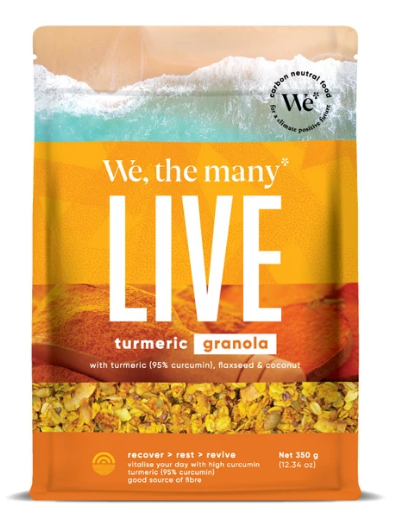 carbon neutral food
We*
for a climate positive future
We, the many*
LIVE
turmeric granola
with turmeric (95% curcumin), flaxseed & coconut
recover > rest > revive
vitalise your day with high curcumin
turmeric (95% curcumin)
good source of fibre
Net 350 g
(12.34 oz)